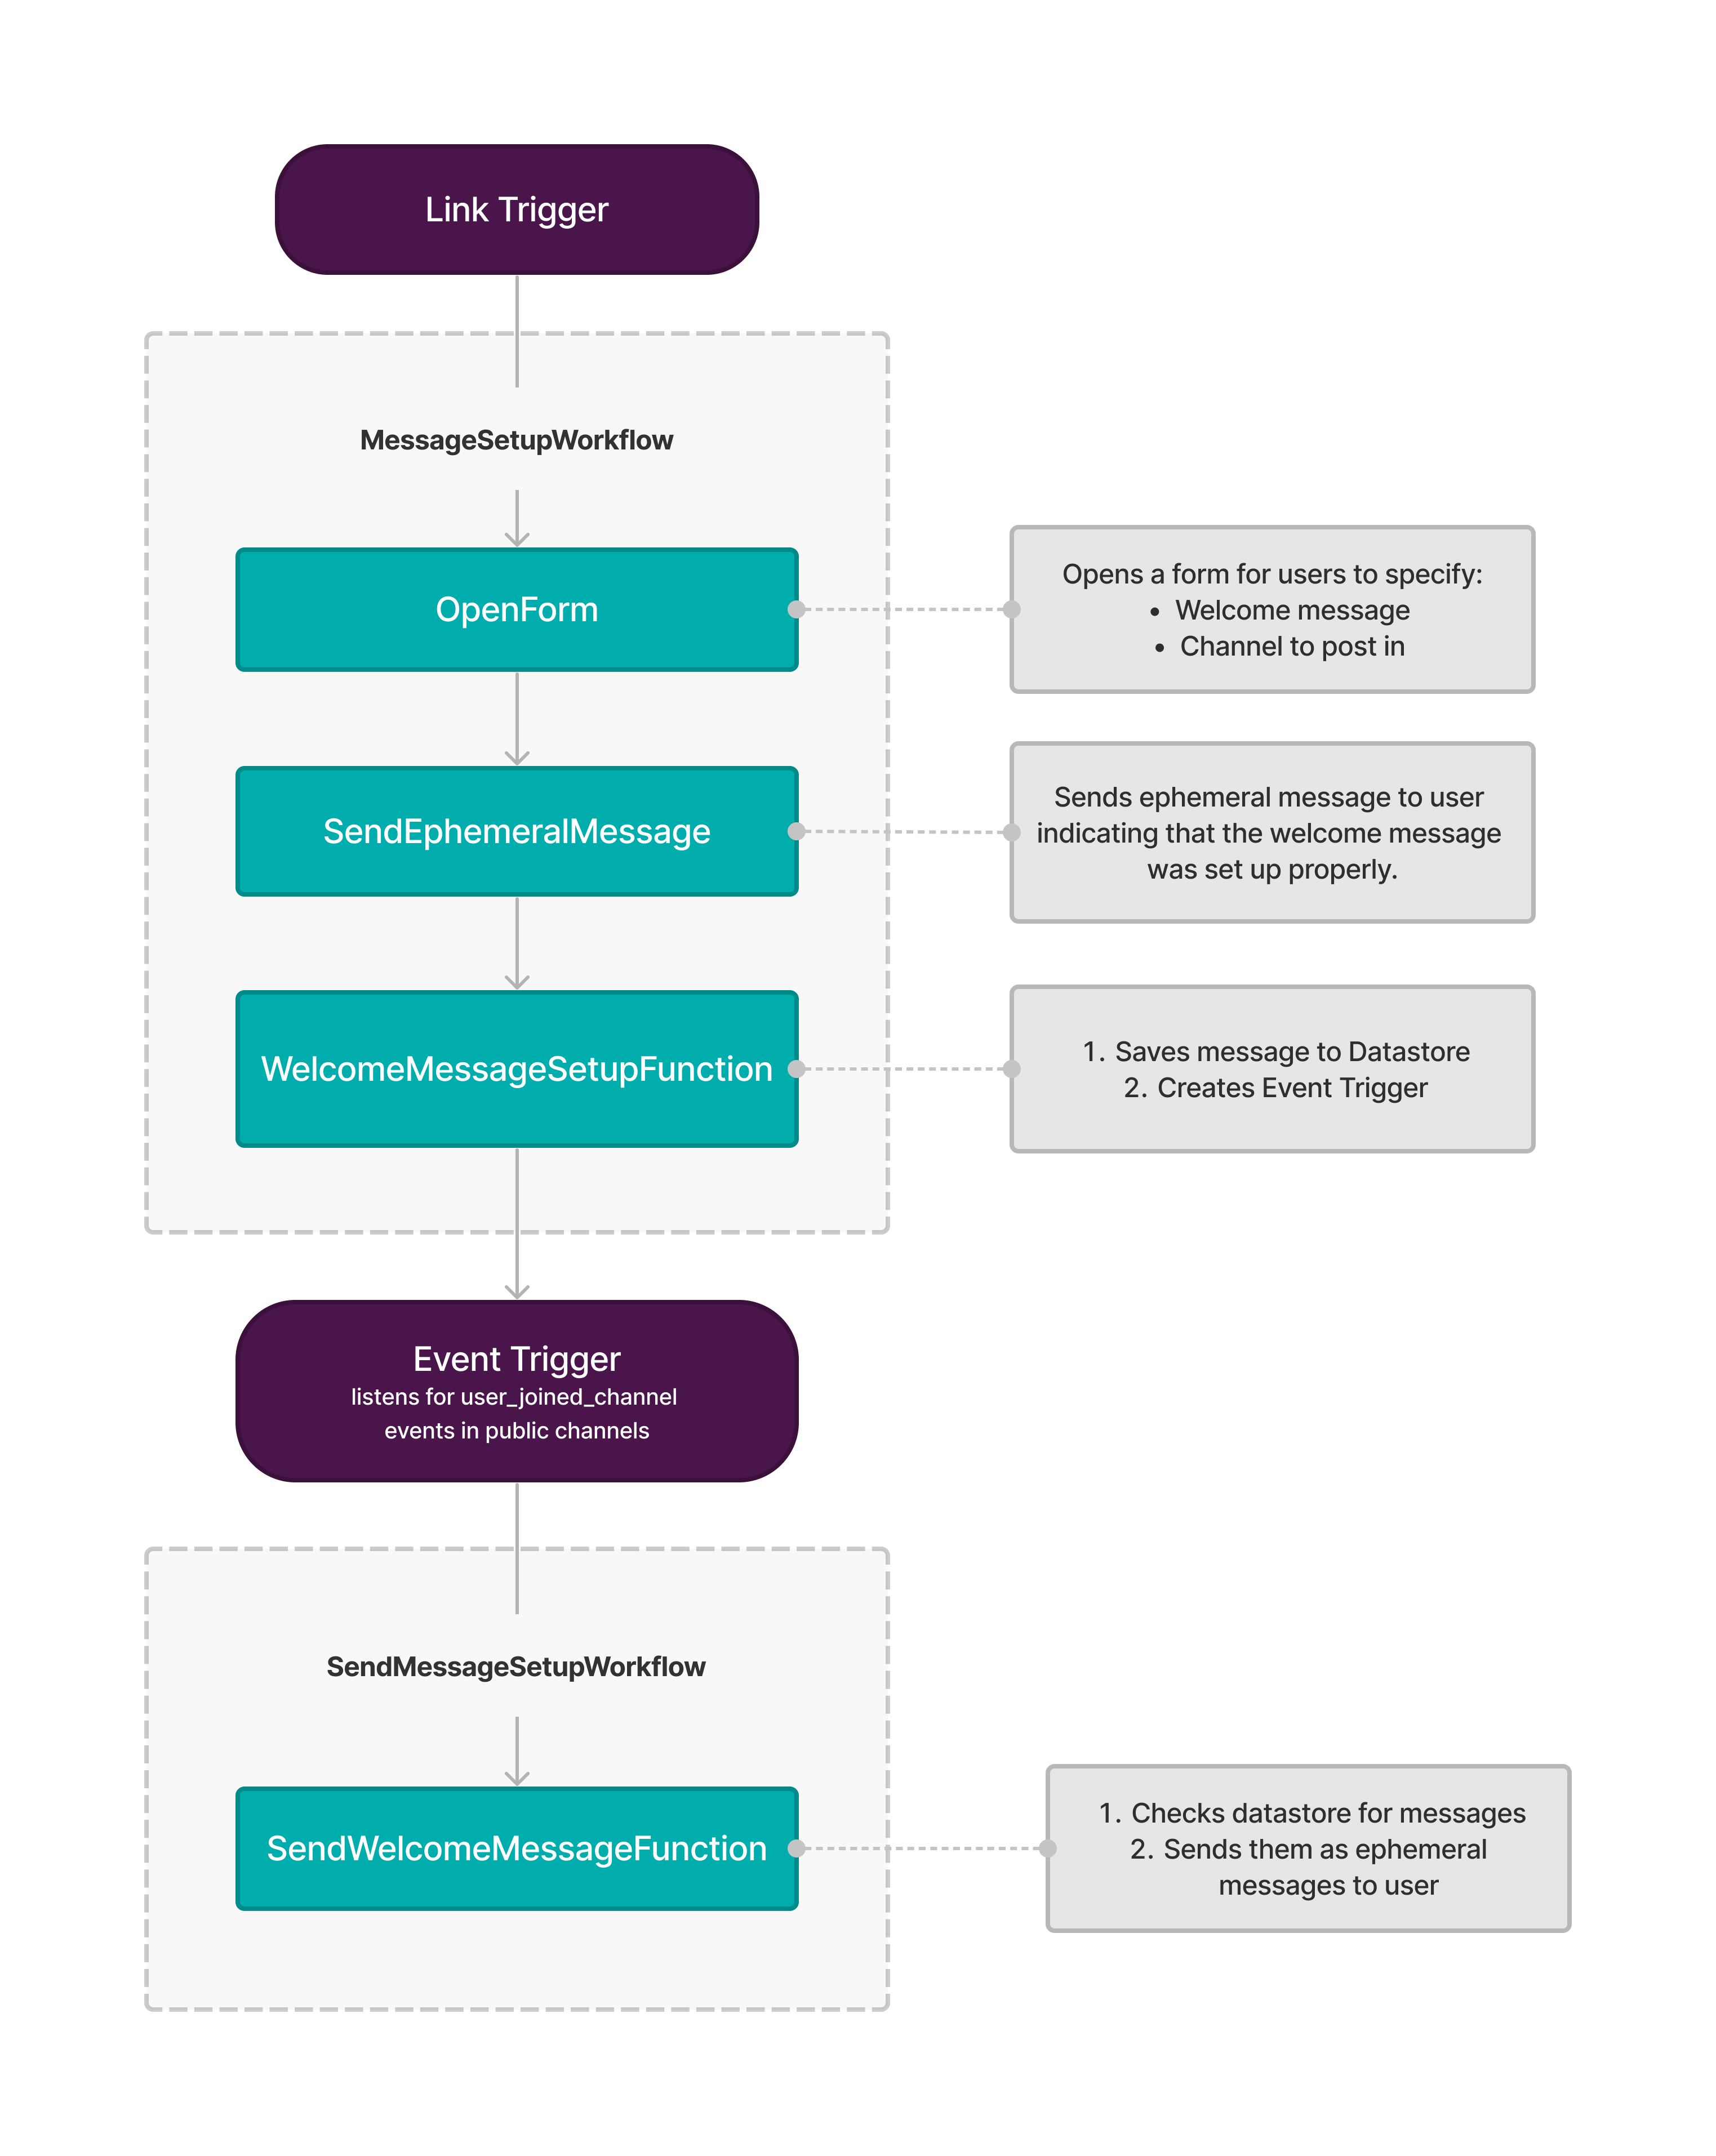 Link Trigger
MessageSetupWorkflow
OpenForm
Opens a form for users to specify:
• Welcome message
• Channel to post in
SendEphemeralMessage
Sends ephemeral message to user
indicating that the welcome message
was set up properly.
WelcomeMessageSetupFunction
1. Saves message to Datastore
2. Creates Event Trigger
Event Trigger
listens for user_joined_channel
events in public channels
SendMessageSetupWorkflow
SendWelcomeMessageFunction
1. Checks datastore for messages
2. Sends them as ephemeral
messages to user